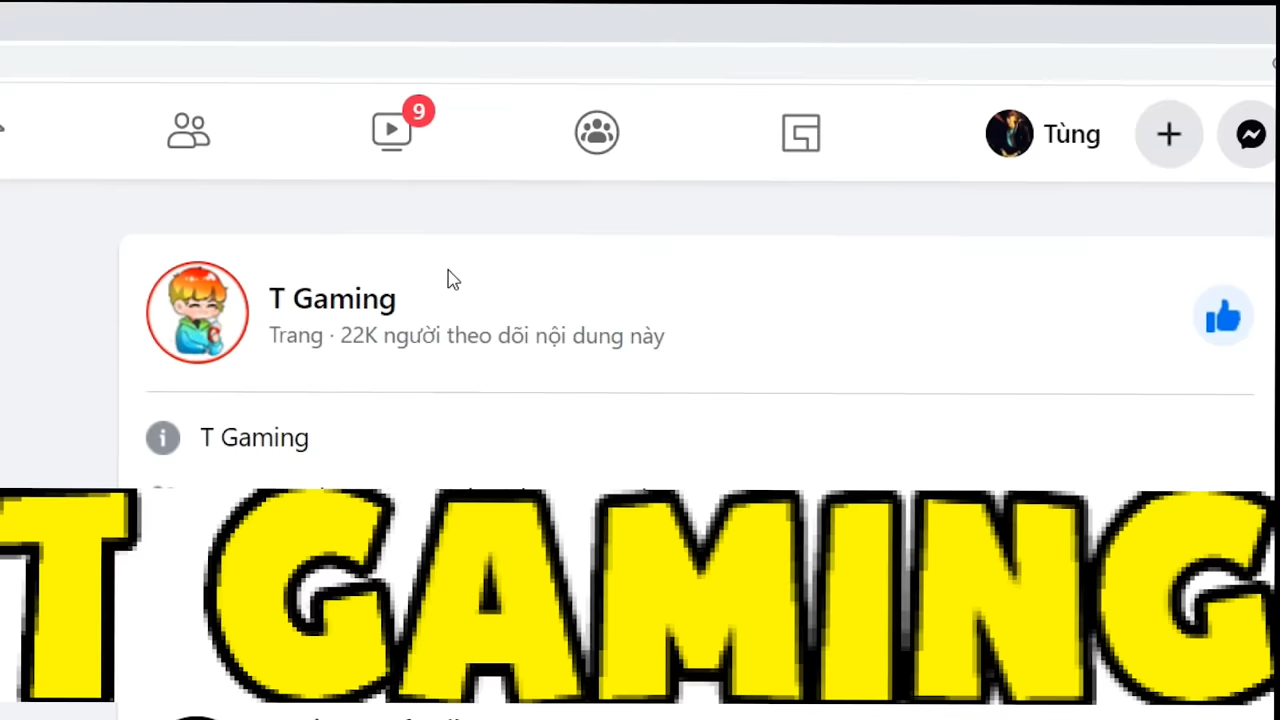 9
Tùng
T Gaming
Trang · 22K người theo dõi nội dung này
T Gaming
T GAMING